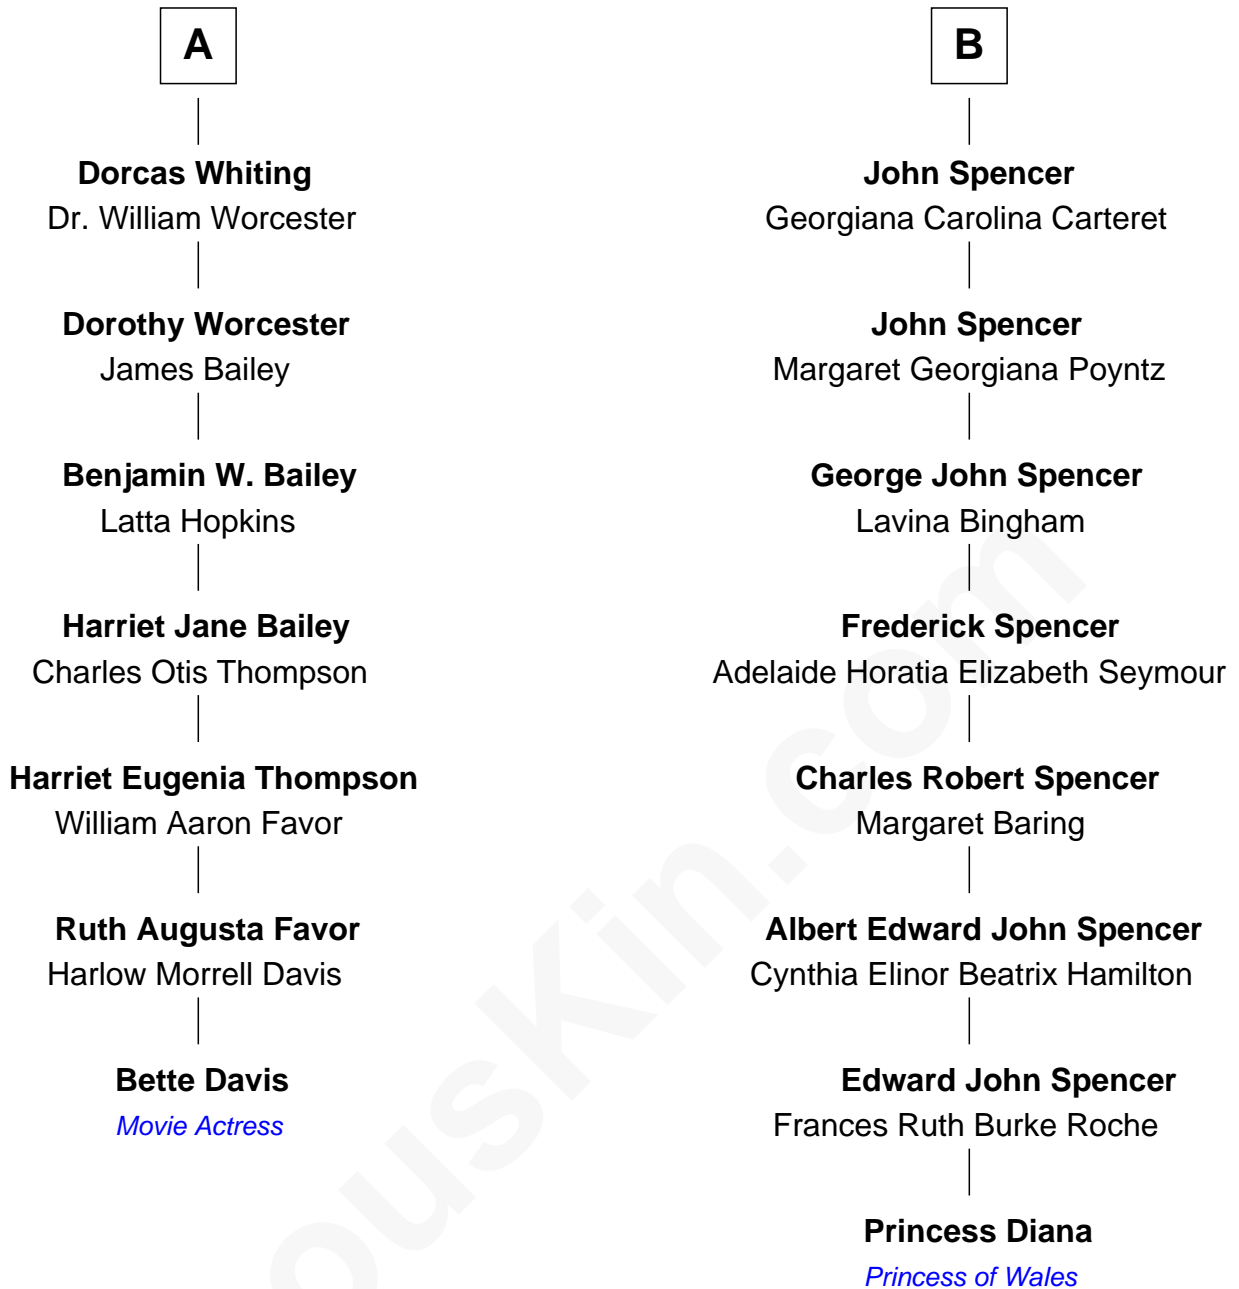 A
Dorcas Whiting
Dr. William Worcester
Dorothy Worcester
James Bailey
Benjamin W. Bailey
Latta Hopkins
Harriet Jane Bailey
Charles Otis Thompson
Harriet Eugenia Thompson
William Aaron Favor
Ruth Augusta Favor
Harlow Morrell Davis
Bette Davis
Movie Actress
B
John Spencer
Georgiana Carolina Carteret
John Spencer
Margaret Georgiana Poyntz
George John Spencer
Lavina Bingham
Frederick Spencer
Adelaide Horatia Elizabeth Seymour
Charles Robert Spencer
Margaret Baring
Albert Edward John Spencer
Cynthia Elinor Beatrix Hamilton
Edward John Spencer
Frances Ruth Burke Roche
Princess Diana
Princess of Wales
ousKin.com